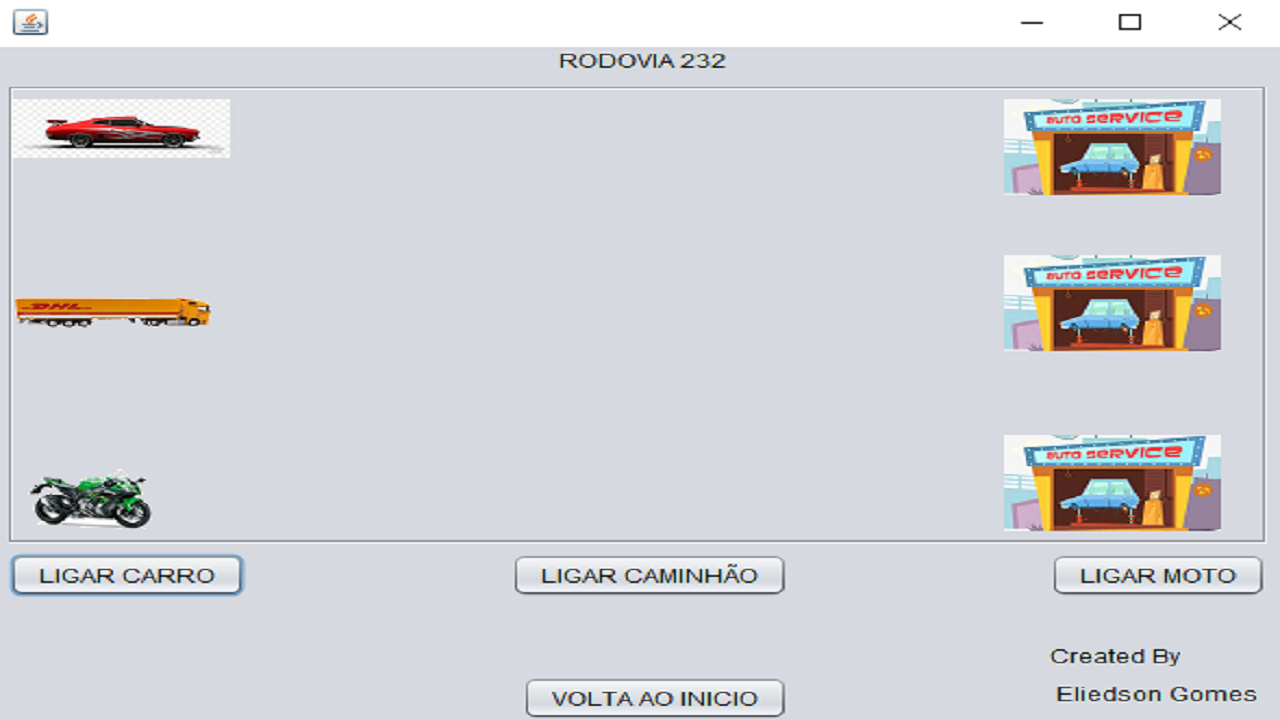 RODOVIA 232
AUTO SERVICE
DHL
AUTO SERVICE
AUTO SERVICE
LIGAR CARRO
LIGAR CAMINHÃO
LIGAR MOTO
Created By
VOLTA AO INICIO
Eliedson Gomes